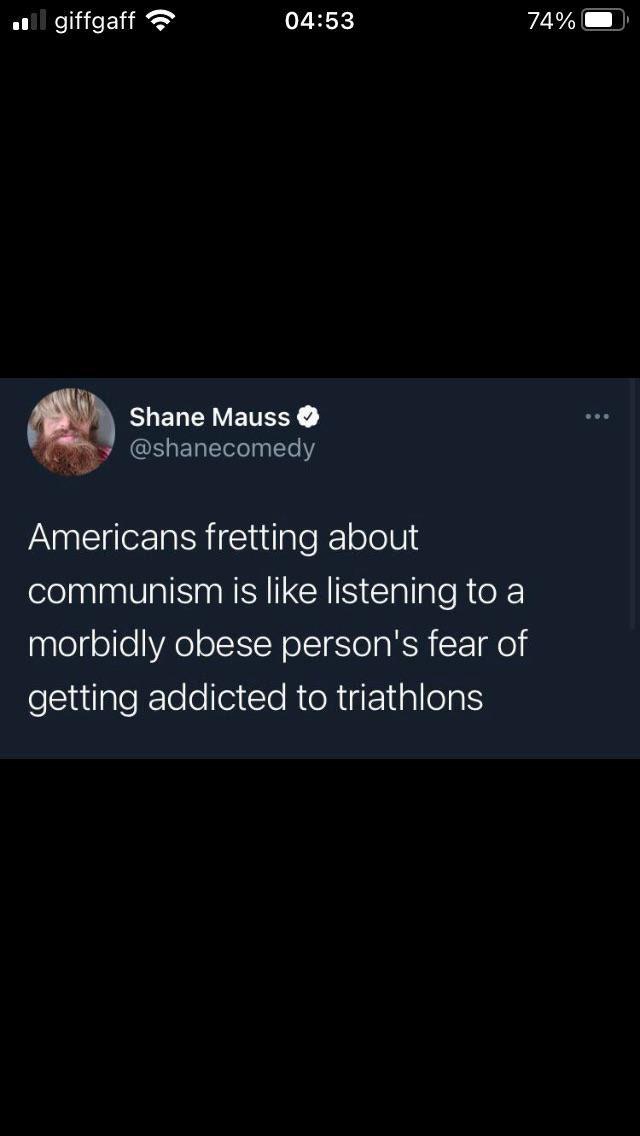 giffgaff 04:53 74%
Shane Mauss
@shanecomedy
Americans fretting about
communism is like listening to a
morbidly obese person's fear of
getting addicted to triathlons